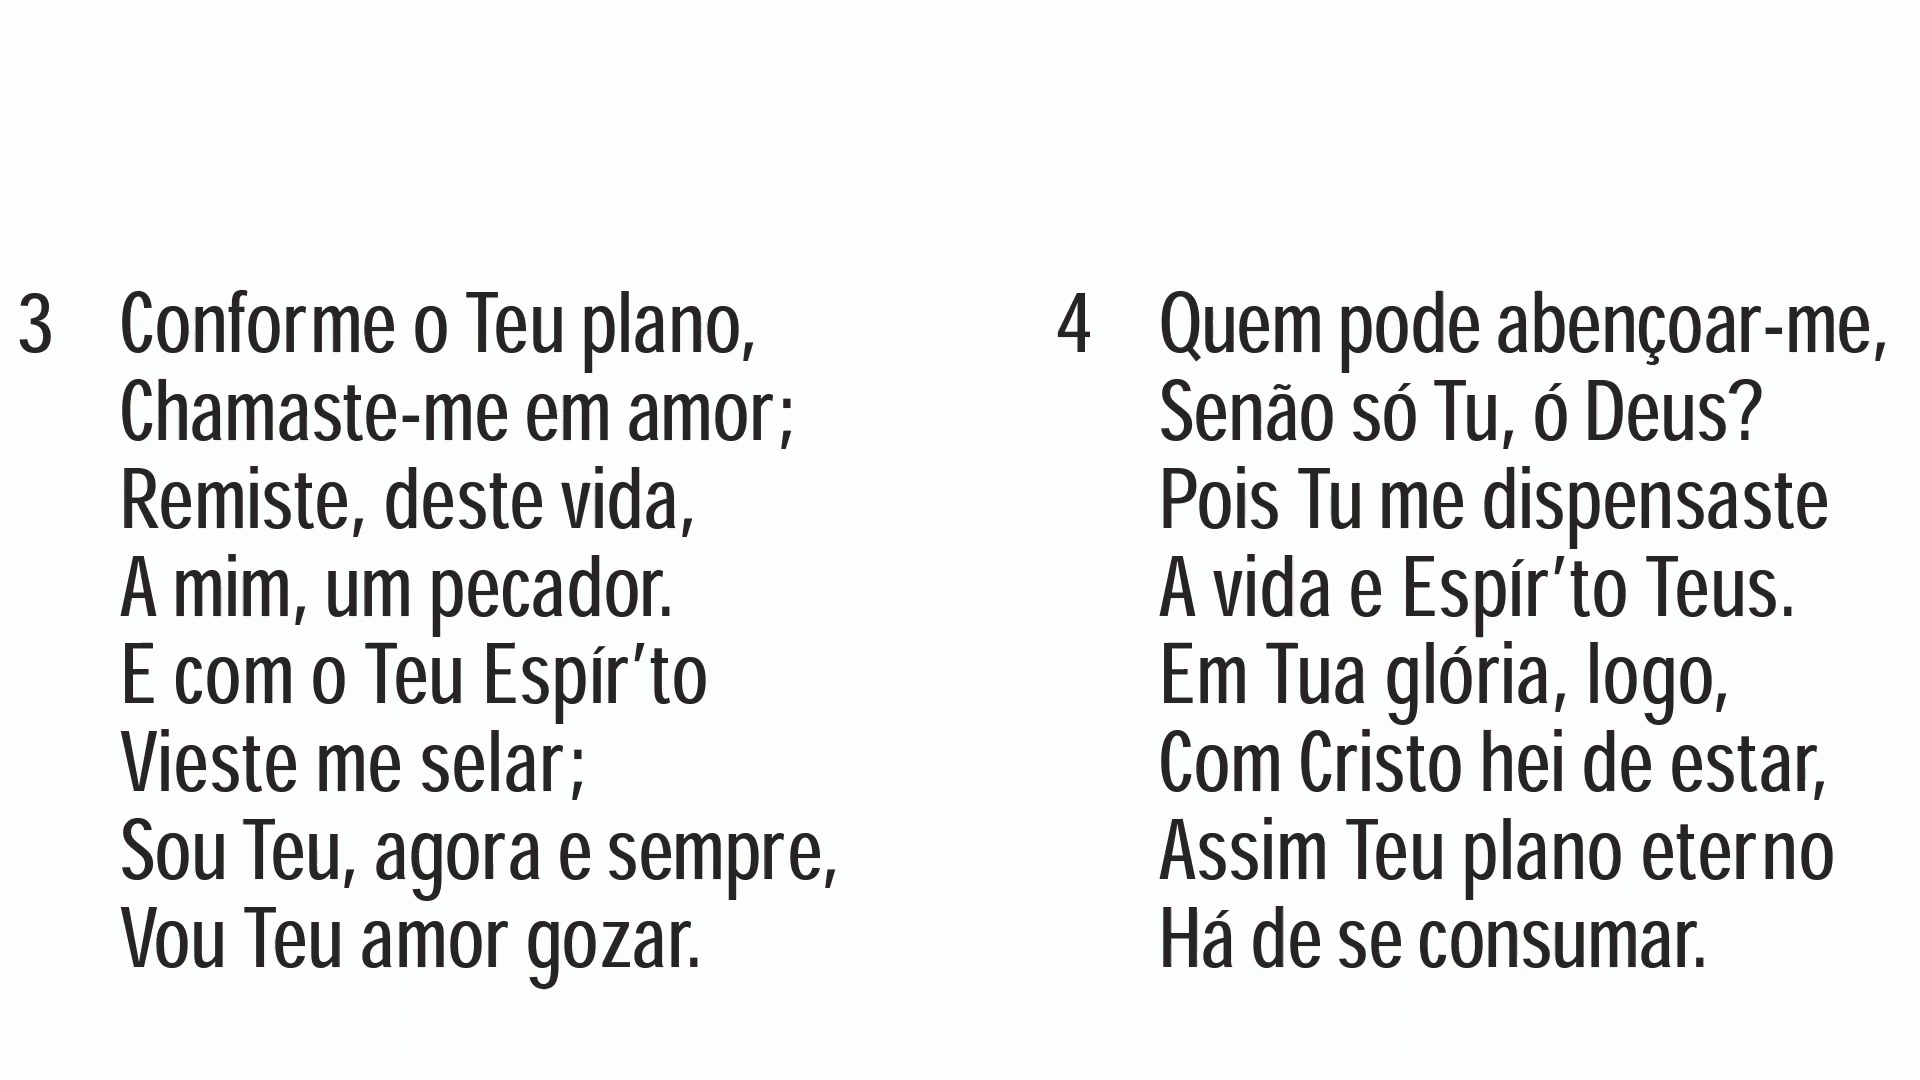 3 Conforme o Teu plano,
Chamaste-me em amor;
Remiste, deste vida,
A mim, um pecador.
E com o Teu Espír’to
Vieste me selar;
Sou Teu, agora e sempre,
Vou Teu amor gozar.
4 Quem pode abençoar-me,
Senão só Tu, ó Deus?
Pois Tu me dispensaste
A vida e Espír’to Teus.
Em Tua glória, logo,
Com Cristo hei de estar,
Assim Teu plano eterno
Há de se consumar.